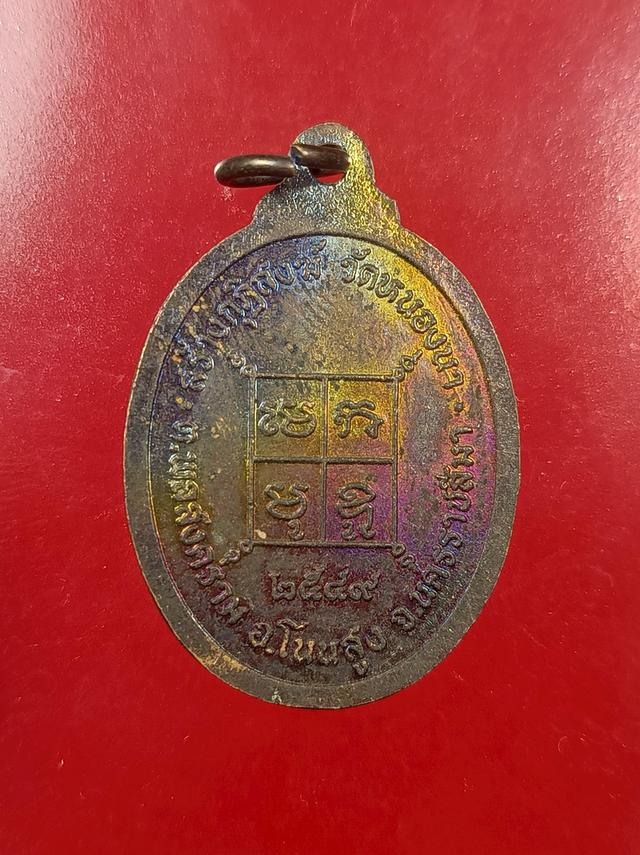 สร้างกุฏิสงฆ์ วัดหนองนา
ต.พลสงคราม อ.โนนสูง จ.นครราชสีมา
๒๕๔๙